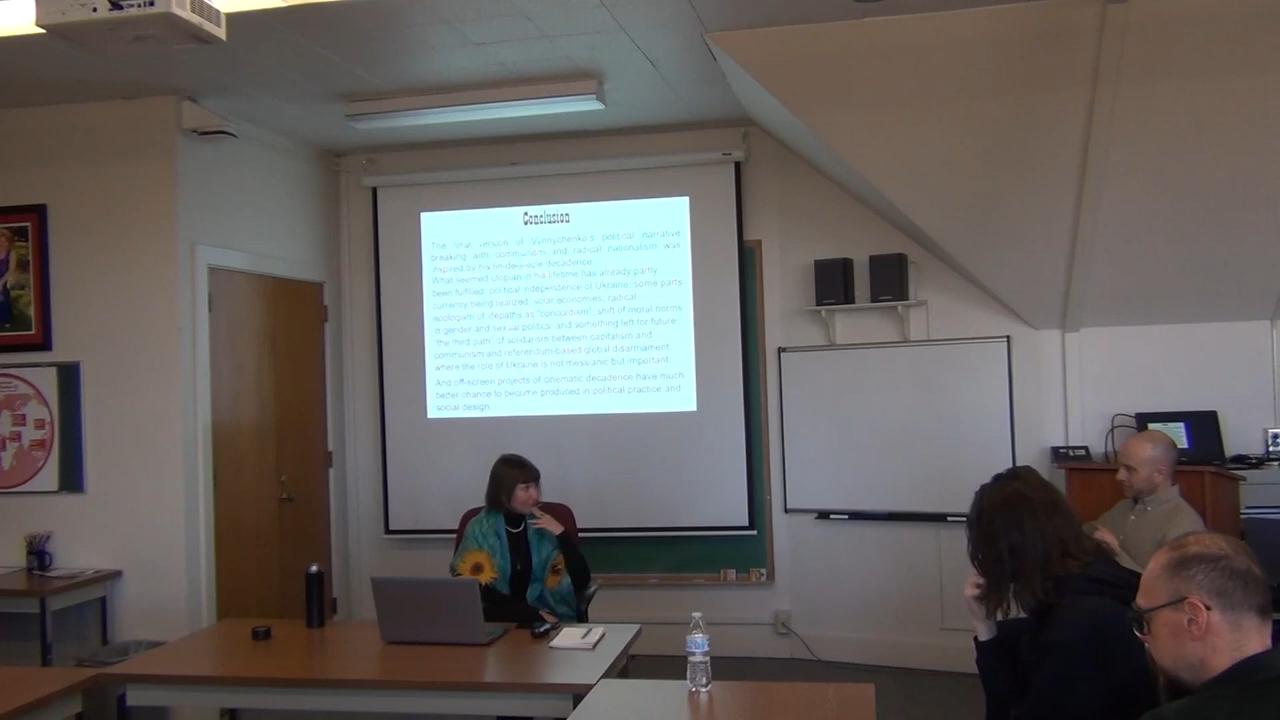 Conclusion
The final version of Vynnychenko's political narrative
breaking with communism and radical nationalism was
inspired by his fin-de-siècle decadence.
What seemed utopian in his lifetime has already partly
been fulfilled: political independence of Ukraine, some parts
currently being realized: solar economies, radical
ecologism of lifepaths as "concordism", shift of moral norms
in gender and sexual politics, and something left for future:
"the third path" of solidarism between capitalism and
communism and referendum-based global disarmament
where the role of Ukraine is not messianic but important.
And off-screen projects of cinematic decadence have much
better chance to become produced in political practice and
social design.